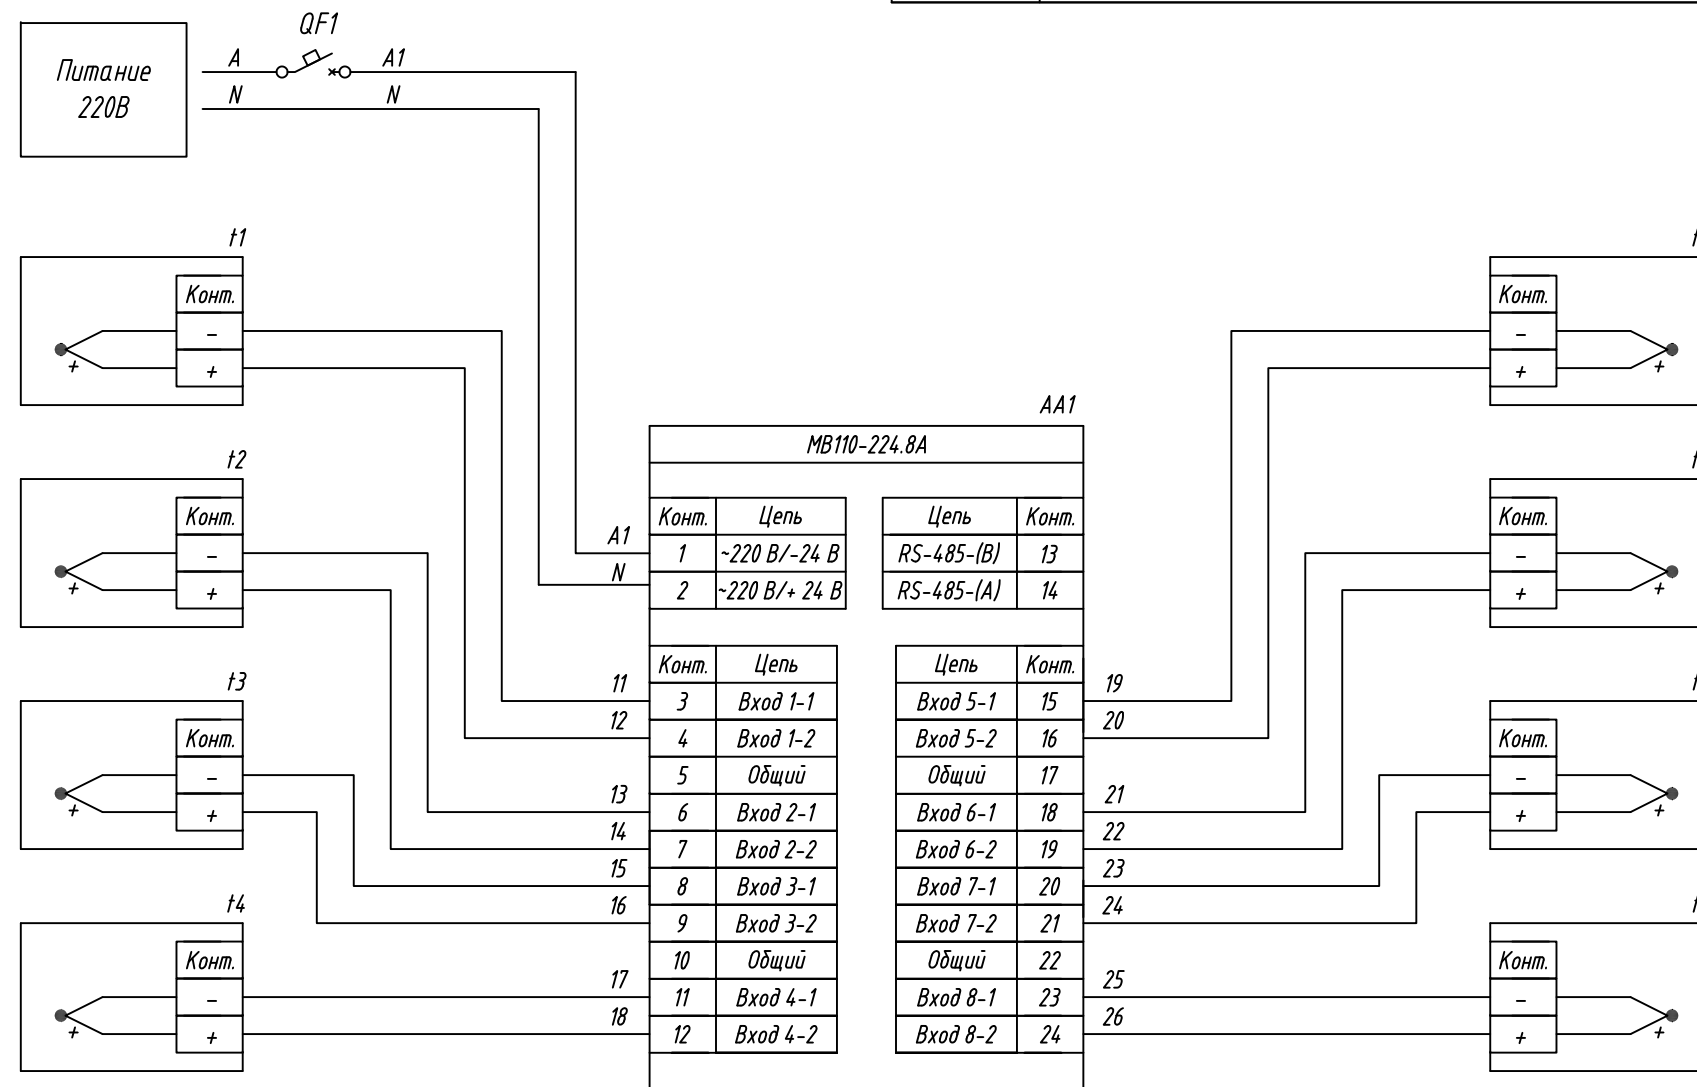 QF1
Питание
220В
A
A1
N
N
t1
Конт.
-
+
+
t2
Конт.
-
+
+
t3
Конт.
-
+
+
t4
Конт.
-
+
+
AA1
МВ110-224.8А
A1
N
Конт. Цепь
1 ~220 В/-24 В
2 ~220 В/+ 24 В
Цепь Конт.
RS-485-(B) 13
RS-485-(A) 14
11
12
13
14
15
16
17
18
Конт. Цепь
3 Вход 1-1
4 Вход 1-2
5 Общий
6 Вход 2-1
7 Вход 2-2
8 Вход 3-1
9 Вход 3-2
10 Общий
11 Вход 4-1
12 Вход 4-2
Цепь Конт.
Вход 5-1 15
Вход 5-2 16
Общий 17
Вход 6-1 18
Вход 6-2 19
Вход 7-1 20
Вход 7-2 21
Общий 22
Вход 8-1 23
Вход 8-2 24
19
20
21
22
23
24
25
26
Конт.
-
+
+
Конт.
-
+
+
Конт.
-
+
+
Конт.
-
+
+